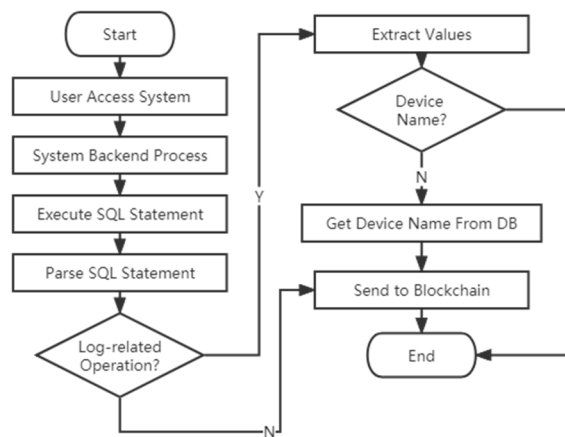 Start
User Access System
System Backend Process
Execute SQL Statement
Parse SQL Statement
Log-related
Operation?
Y
N
Extract Values
Device
Name?
N
Get Device Name From DB
Send to Blockchain
End